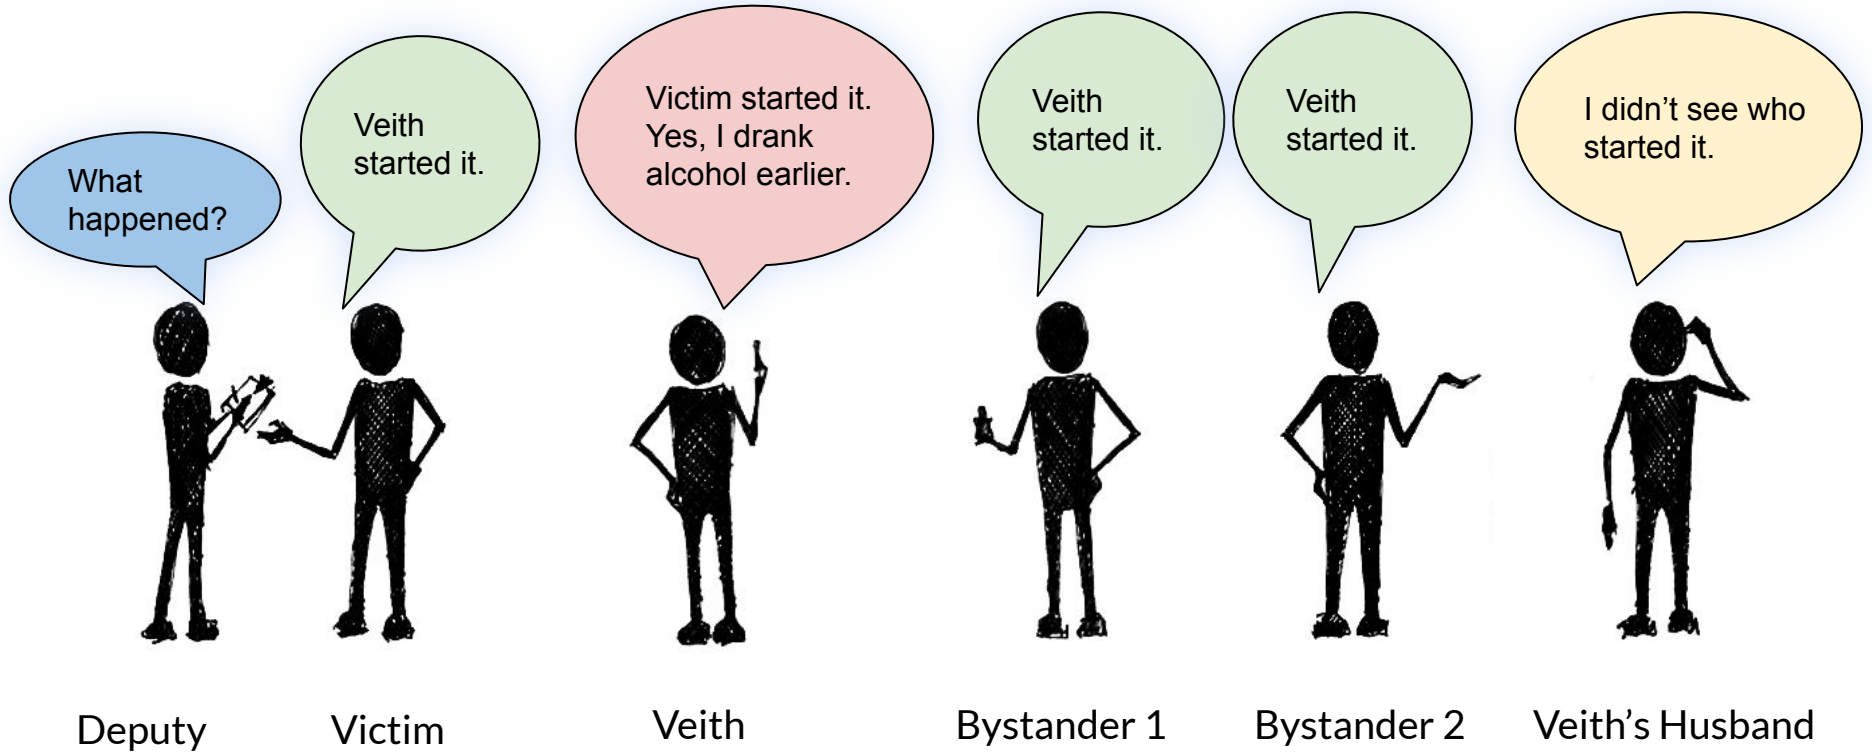 What
happened?
Veith
started it.
Victim started it.
Yes, I drank
alcohol earlier.
Veith
started it.
Veith
started it.
I didn’t see who
started it.
Deputy
Victim
Veith
Bystander 1
Bystander 2
Veith’s Husband